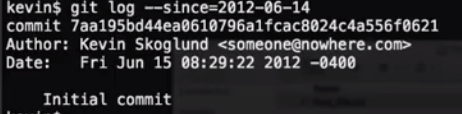 kevin$ git log --since=2012-06-14
commit 7aa195bd44ea0610796a1fcac8024c4a556f0621
Author: Kevin Skoglund <someone@nowhere.com>
Date:   Fri Jun 15 08:29:22 2012 -0400

    Initial commit
kevin$